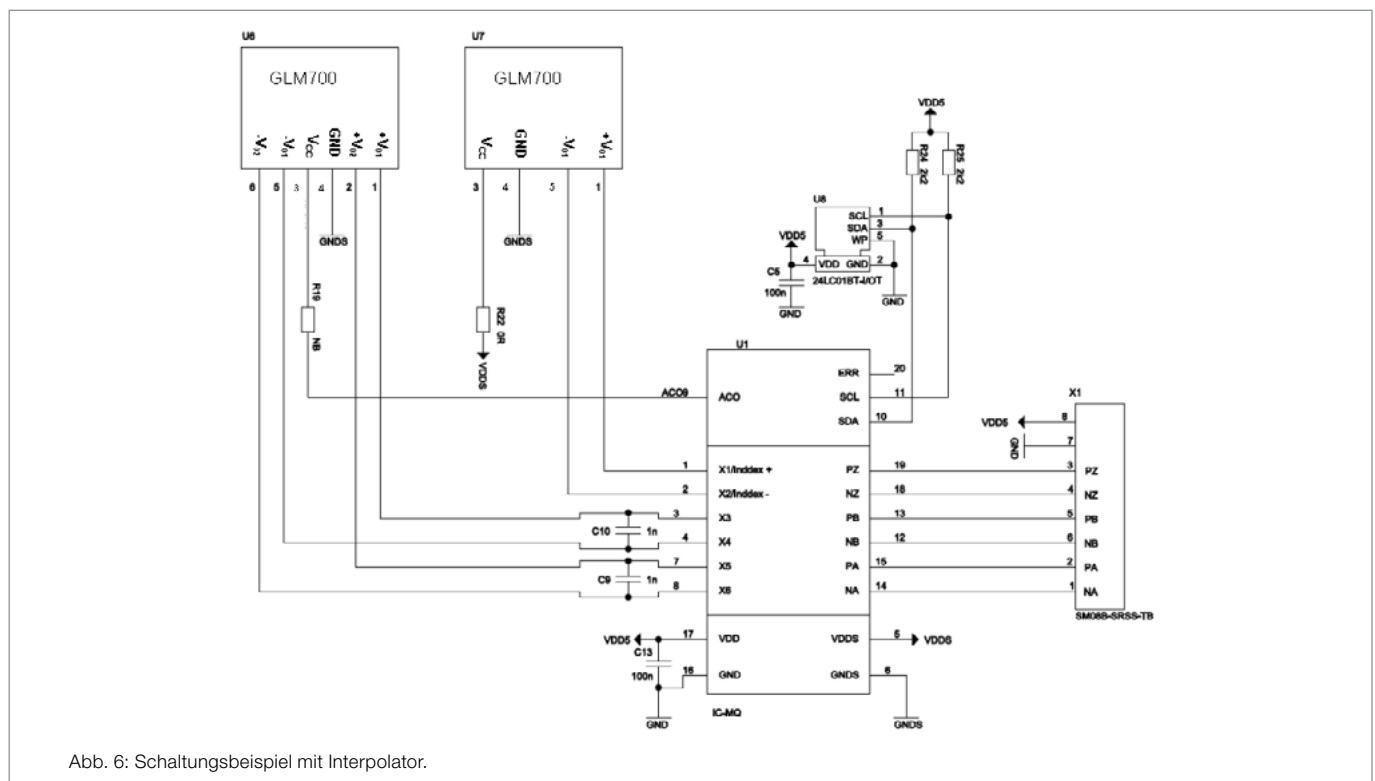 U6
GLM700
-V02
-V01
VCC
GND
+V02
+V01
6
5
3
4
2
1
GNDS
R19
NB
U7
GLM700
VCC
GND
-V01
+V01
3
4
5
1
GNDS
R22 0R
VDDS
VDD5
R24 2k2
R25 2k2
U8
SCL
1
SDA
3
WP
5
VDD5
4
VDD
GND
2
24LC01BT-I/OT
C5
100n
GND
GND
U1
ERR
20
ACO9
ACO
SCL
11
SDA
10
1
X1/Inddex +
PZ
19
2
X2/Inddex -
NZ
18
3
X3
PB
13
C10
1n
4
X4
NB
12
7
X5
PA
15
C9
1n
8
X6
NA
14
VDD5
17
VDD
VDDS
5
VDDS
C13
100n
16
GND
GNDS
6
GND
IC-MQ
GNDS
X1
VDD5
8
GND
7
3
PZ
4
NZ
5
PB
6
NB
2
PA
1
NA
SM08B-SRSS-TB
Abb. 6: Schaltungsbeispiel mit Interpolator.